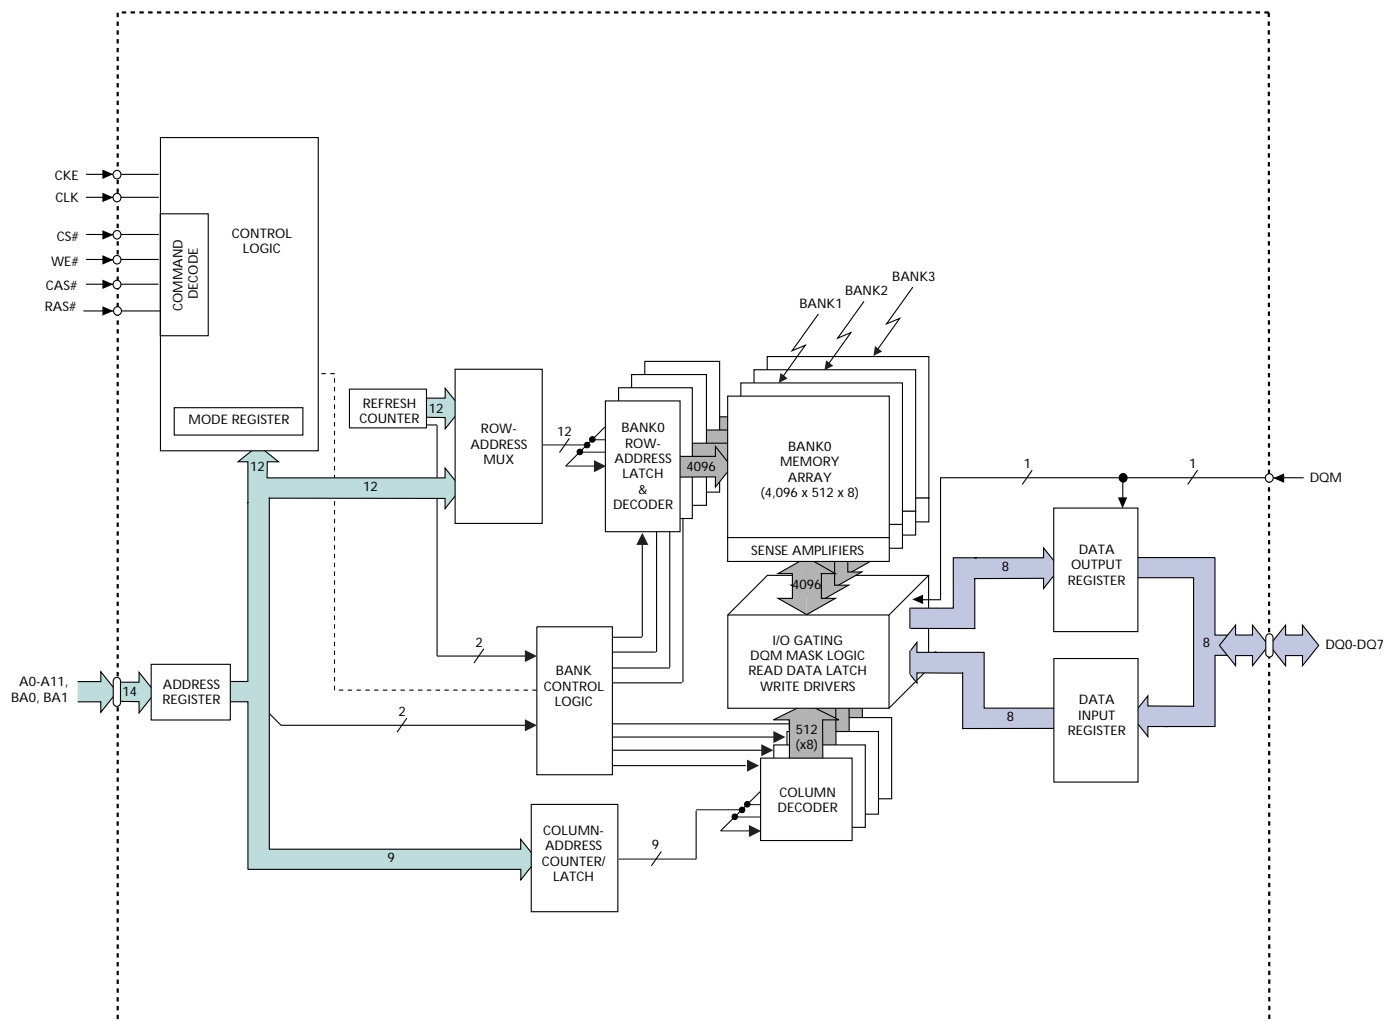 CKE
CLK
CS#
WE#
CAS#
RAS#
COMMAND
DECODE
CONTROL
LOGIC
MODE REGISTER
12
12
REFRESH
COUNTER
12
ROW-
ADDRESS
MUX
12
BANK0
ROW-
ADDRESS
LATCH
&
DECODER
4096
BANK1
BANK2
BANK3
BANK0
MEMORY
ARRAY
(4,096 x 512 x 8)
SENSE AMPLIFIERS
4096
I/O GATING
DQM MASK LOGIC
READ DATA LATCH
WRITE DRIVERS
1
1
DQM
8
DATA
OUTPUT
REGISTER
8
DQ0-DQ7
8
DATA
INPUT
REGISTER
A0-A11,
BA0, BA1
14
ADDRESS
REGISTER
2
2
BANK
CONTROL
LOGIC
512
(x8)
COLUMN
DECODER
9
COLUMN-
ADDRESS
COUNTER/
LATCH
9